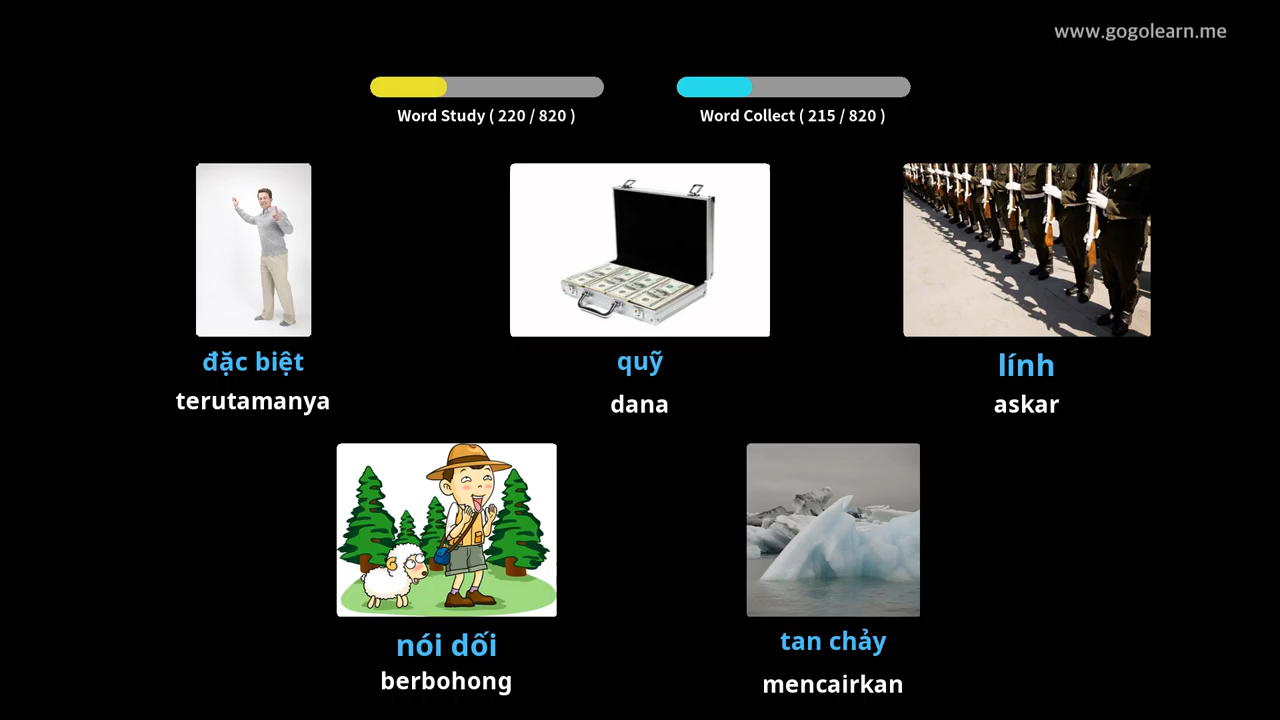 www.gogolearn.me
Word Study ( 220 / 820 )
Word Collect ( 215 / 820 )
đặc biệt
terutamanya
quỹ
dana
lính
askar
nói dối
berbohong
tan chảy
mencairkan